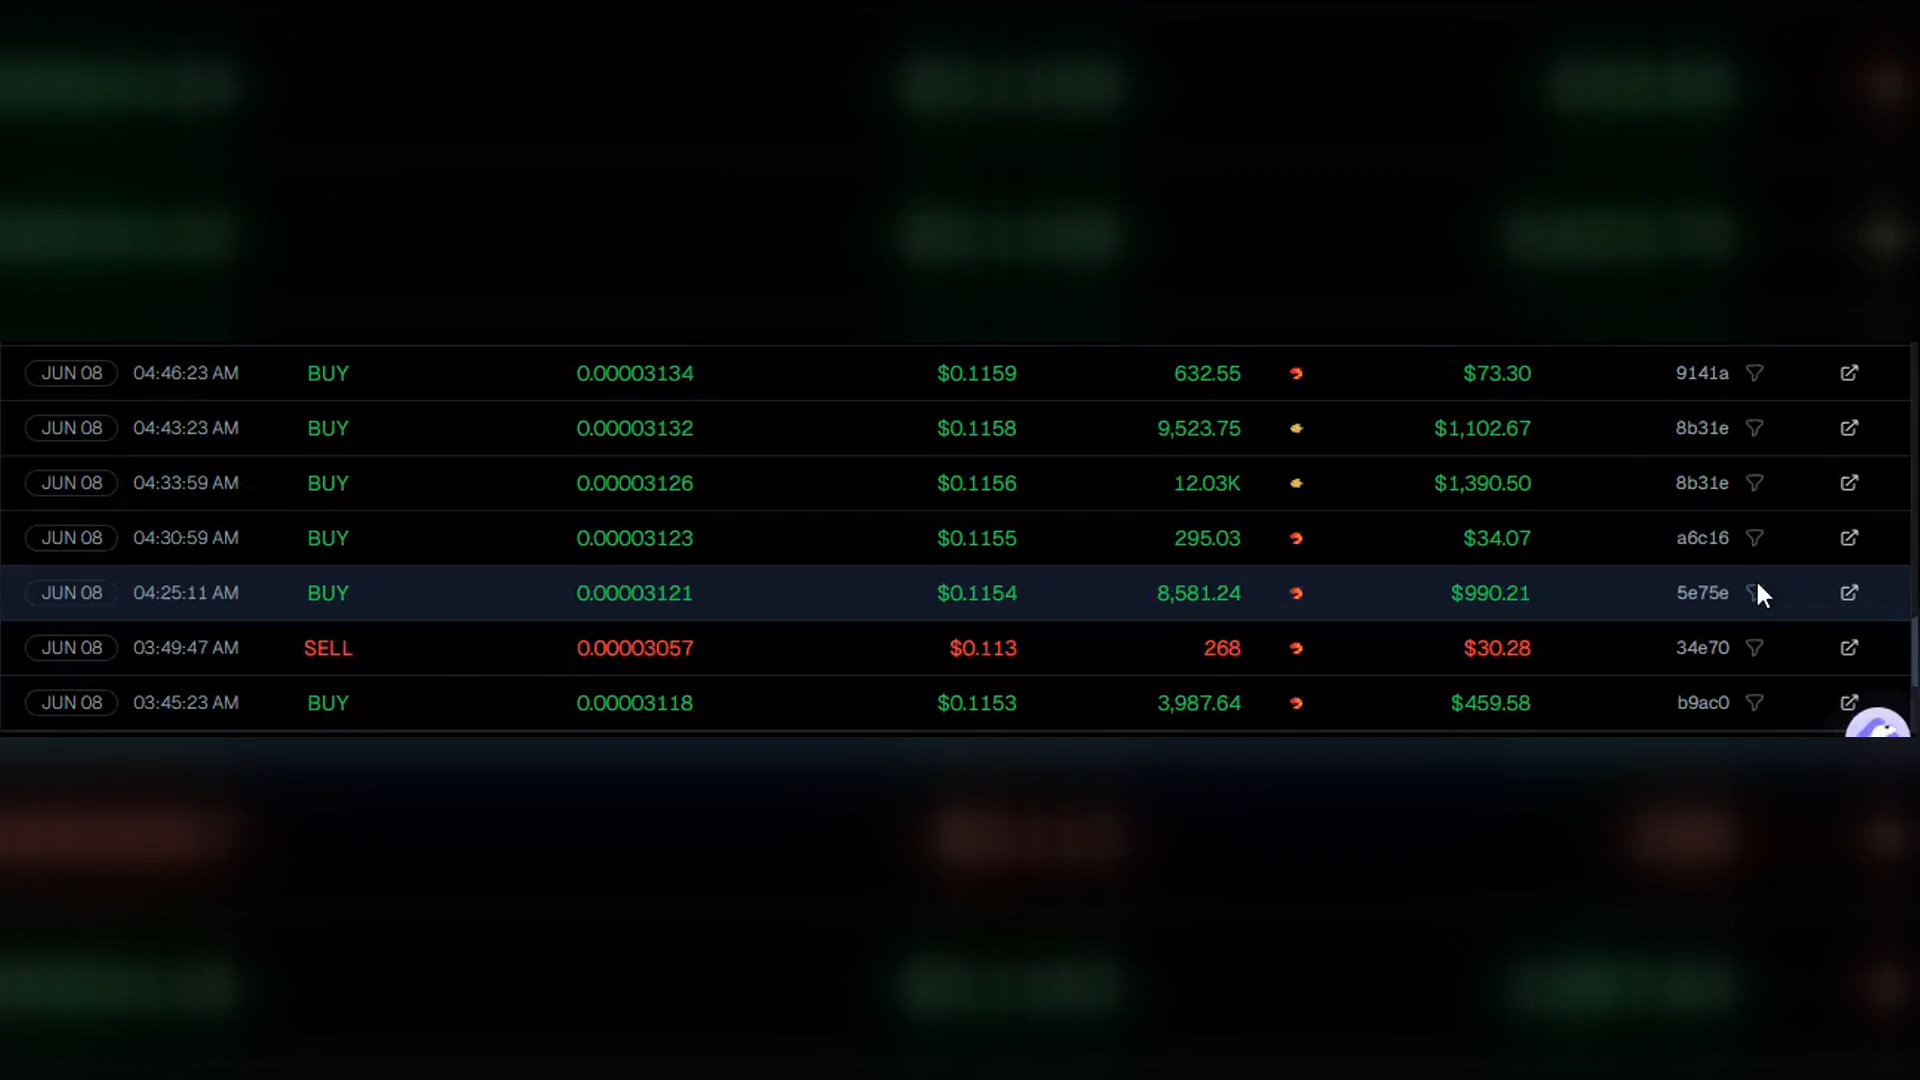 JUN 08 04:46:23 AM BUY 0.00003134 $0.1159 632.55 $73.30 9141a
JUN 08 04:43:23 AM BUY 0.00003132 $0.1158 9,523.75 $1,102.67 8b31e
JUN 08 04:33:59 AM BUY 0.00003126 $0.1156 12.03K $1,390.50 8b31e
JUN 08 04:30:59 AM BUY 0.00003123 $0.1155 295.03 $34.07 a6c16
JUN 08 04:25:11 AM BUY 0.00003121 $0.1154 8,581.24 $990.21 5e75e
JUN 08 03:49:47 AM SELL 0.00003057 $0.113 268 $30.28 34e70
JUN 08 03:45:23 AM BUY 0.00003118 $0.1153 3,987.64 $459.58 b9ac0